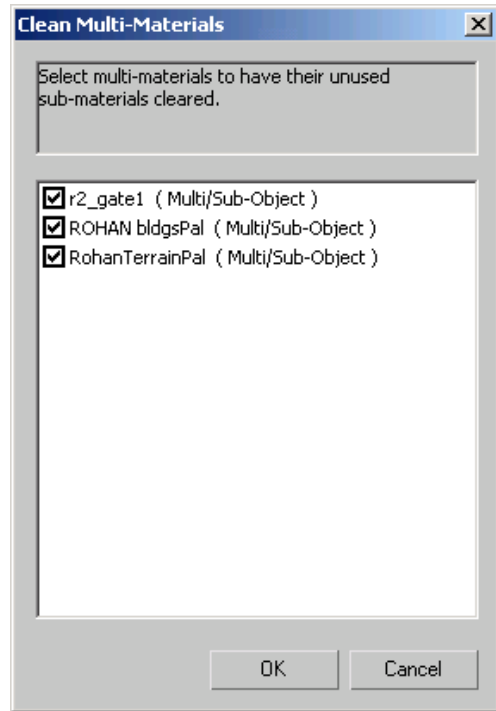 Clean Multi-Materials
Select multi-materials to have their unused
sub-materials cleared.
r2_gate1 ( Multi/Sub-Object )
ROHAN bldgsPal ( Multi/Sub-Object )
RohanTerrainPal ( Multi/Sub-Object )
OK Cancel